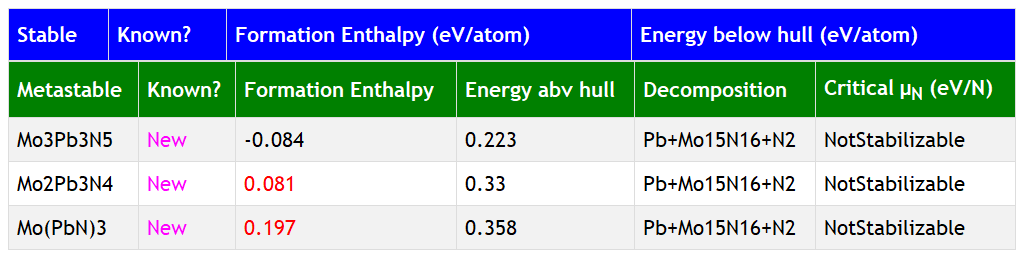 Stable Known? Formation Enthalpy (eV/atom) Energy below hull (eV/atom)
Metastable Known? Formation Enthalpy Energy abv hull Decomposition Critical μN (eV/N)
Mo3Pb3N5 New -0.084 0.223 Pb+Mo15N16+N2 NotStabilizable
Mo2Pb3N4 New 0.081 0.33 Pb+Mo15N16+N2 NotStabilizable
Mo(PbN)3 New 0.197 0.358 Pb+Mo15N16+N2 NotStabilizable